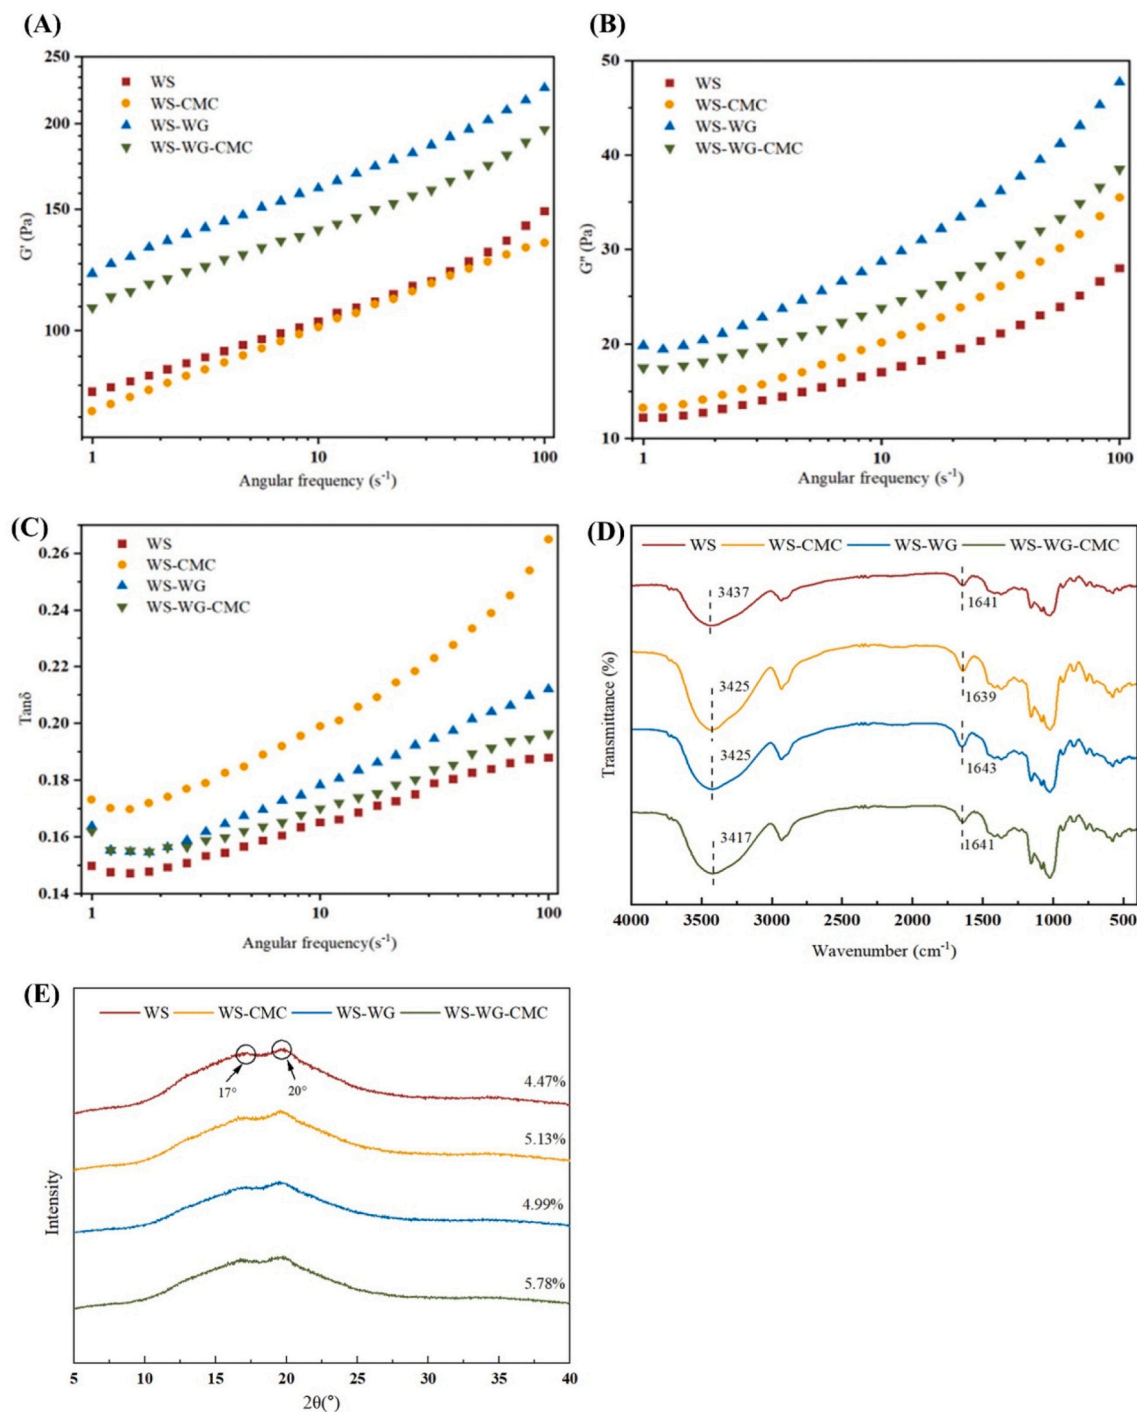 (A)
250
WS
WS-CMC
200
WS-WG
WS-WG-CMC
150
G' (Pa)
100
1
10
100
Angular frequency (s⁻¹)
(B)
50
WS
WS-CMC
WS-WG
40
WS-WG-CMC
30
G'' (Pa)
20
10
1
10
100
Angular frequency (s⁻¹)
(C)
WS
0.26
WS-CMC
WS-WG
0.24
WS-WG-CMC
0.22
Tanδ
0.20
0.18
0.16
0.14
1
10
100
Angular frequency(s⁻¹)
(D)
WS WS-CMC WS-WG WS-WG-CMC
3437
1641
3425
1639
3425
1643
3417
1641
Transmittance (%)
4000 3500 3000 2500 2000 1500 1000 500
Wavenumber (cm⁻¹)
(E)
WS WS-CMC WS-WG WS-WG-CMC
17°
20°
4.47%
5.13%
4.99%
5.78%
Intensity
5 10 15 20 25 30 35 40
2θ(°)